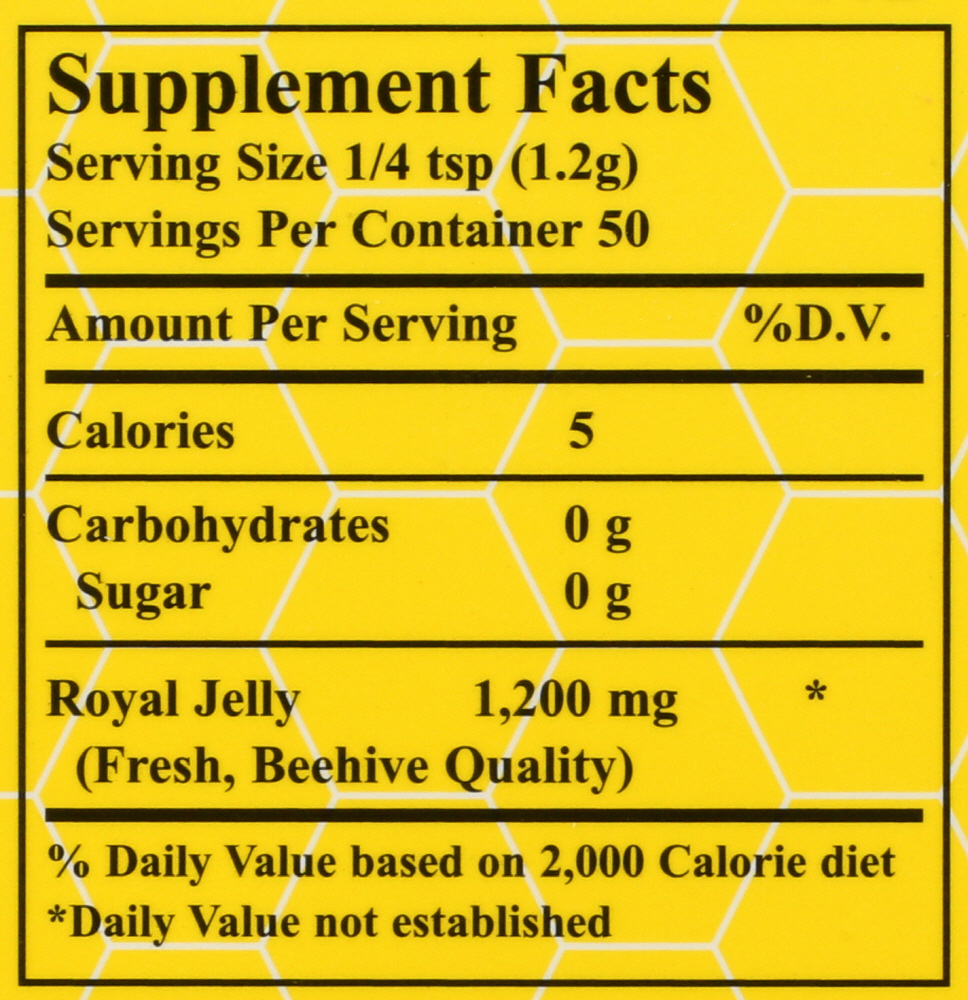 Supplement Facts
Serving Size 1/4 tsp (1.2g)
Servings Per Container 50
Amount Per Serving %D.V.
Calories 5
Carbohydrates 0 g
Sugar 0 g
Royal Jelly 1,200 mg *
(Fresh, Beehive Quality)
% Daily Value based on 2,000 Calorie diet
*Daily Value not established